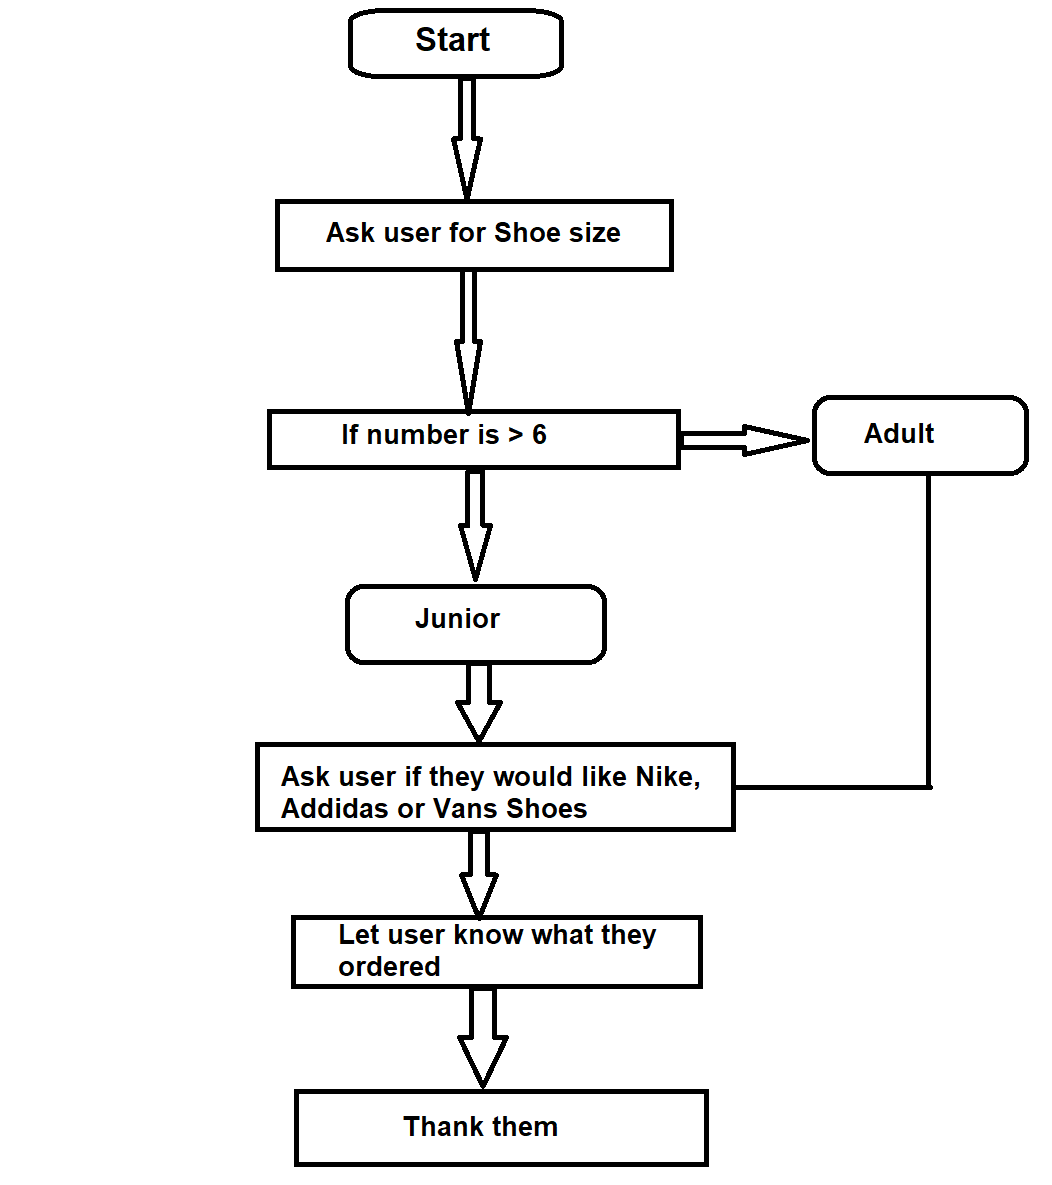 Start
Ask user for Shoe size
If number is > 6
Adult
Junior
Ask user if they would like Nike,
Addidas or Vans Shoes
Let user know what they
ordered
Thank them